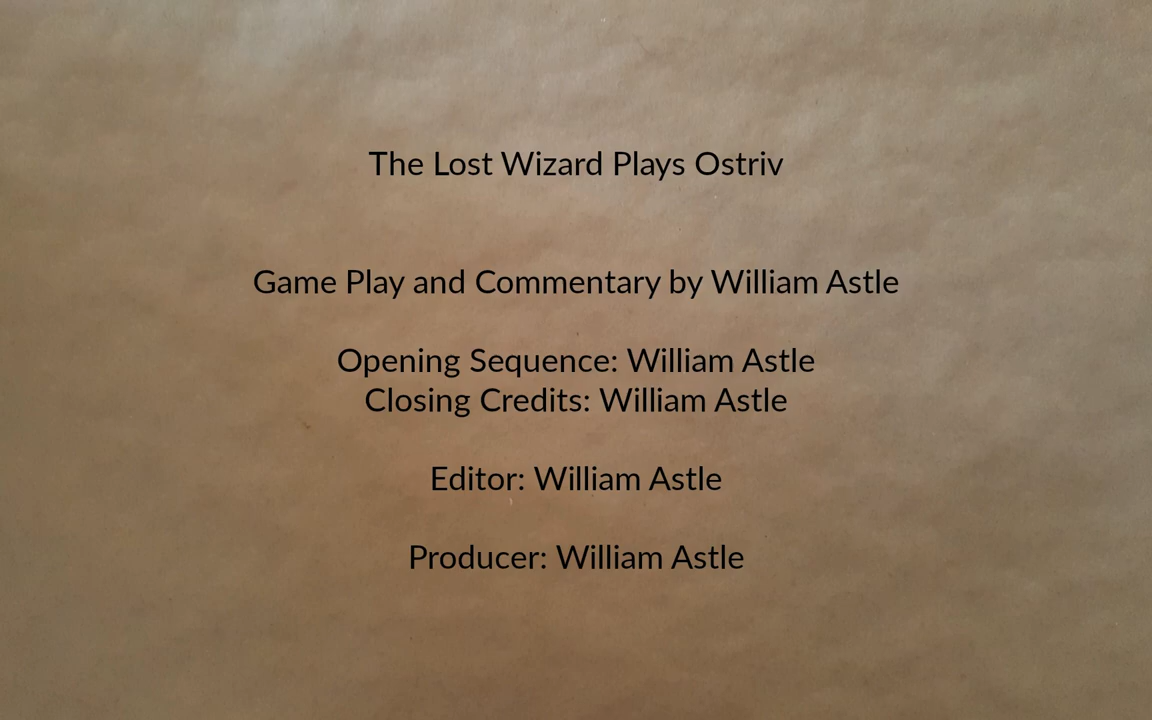 The Lost Wizard Plays Ostriv
Game Play and Commentary by William Astle
Opening Sequence: William Astle
Closing Credits: William Astle
Editor: William Astle
Producer: William Astle